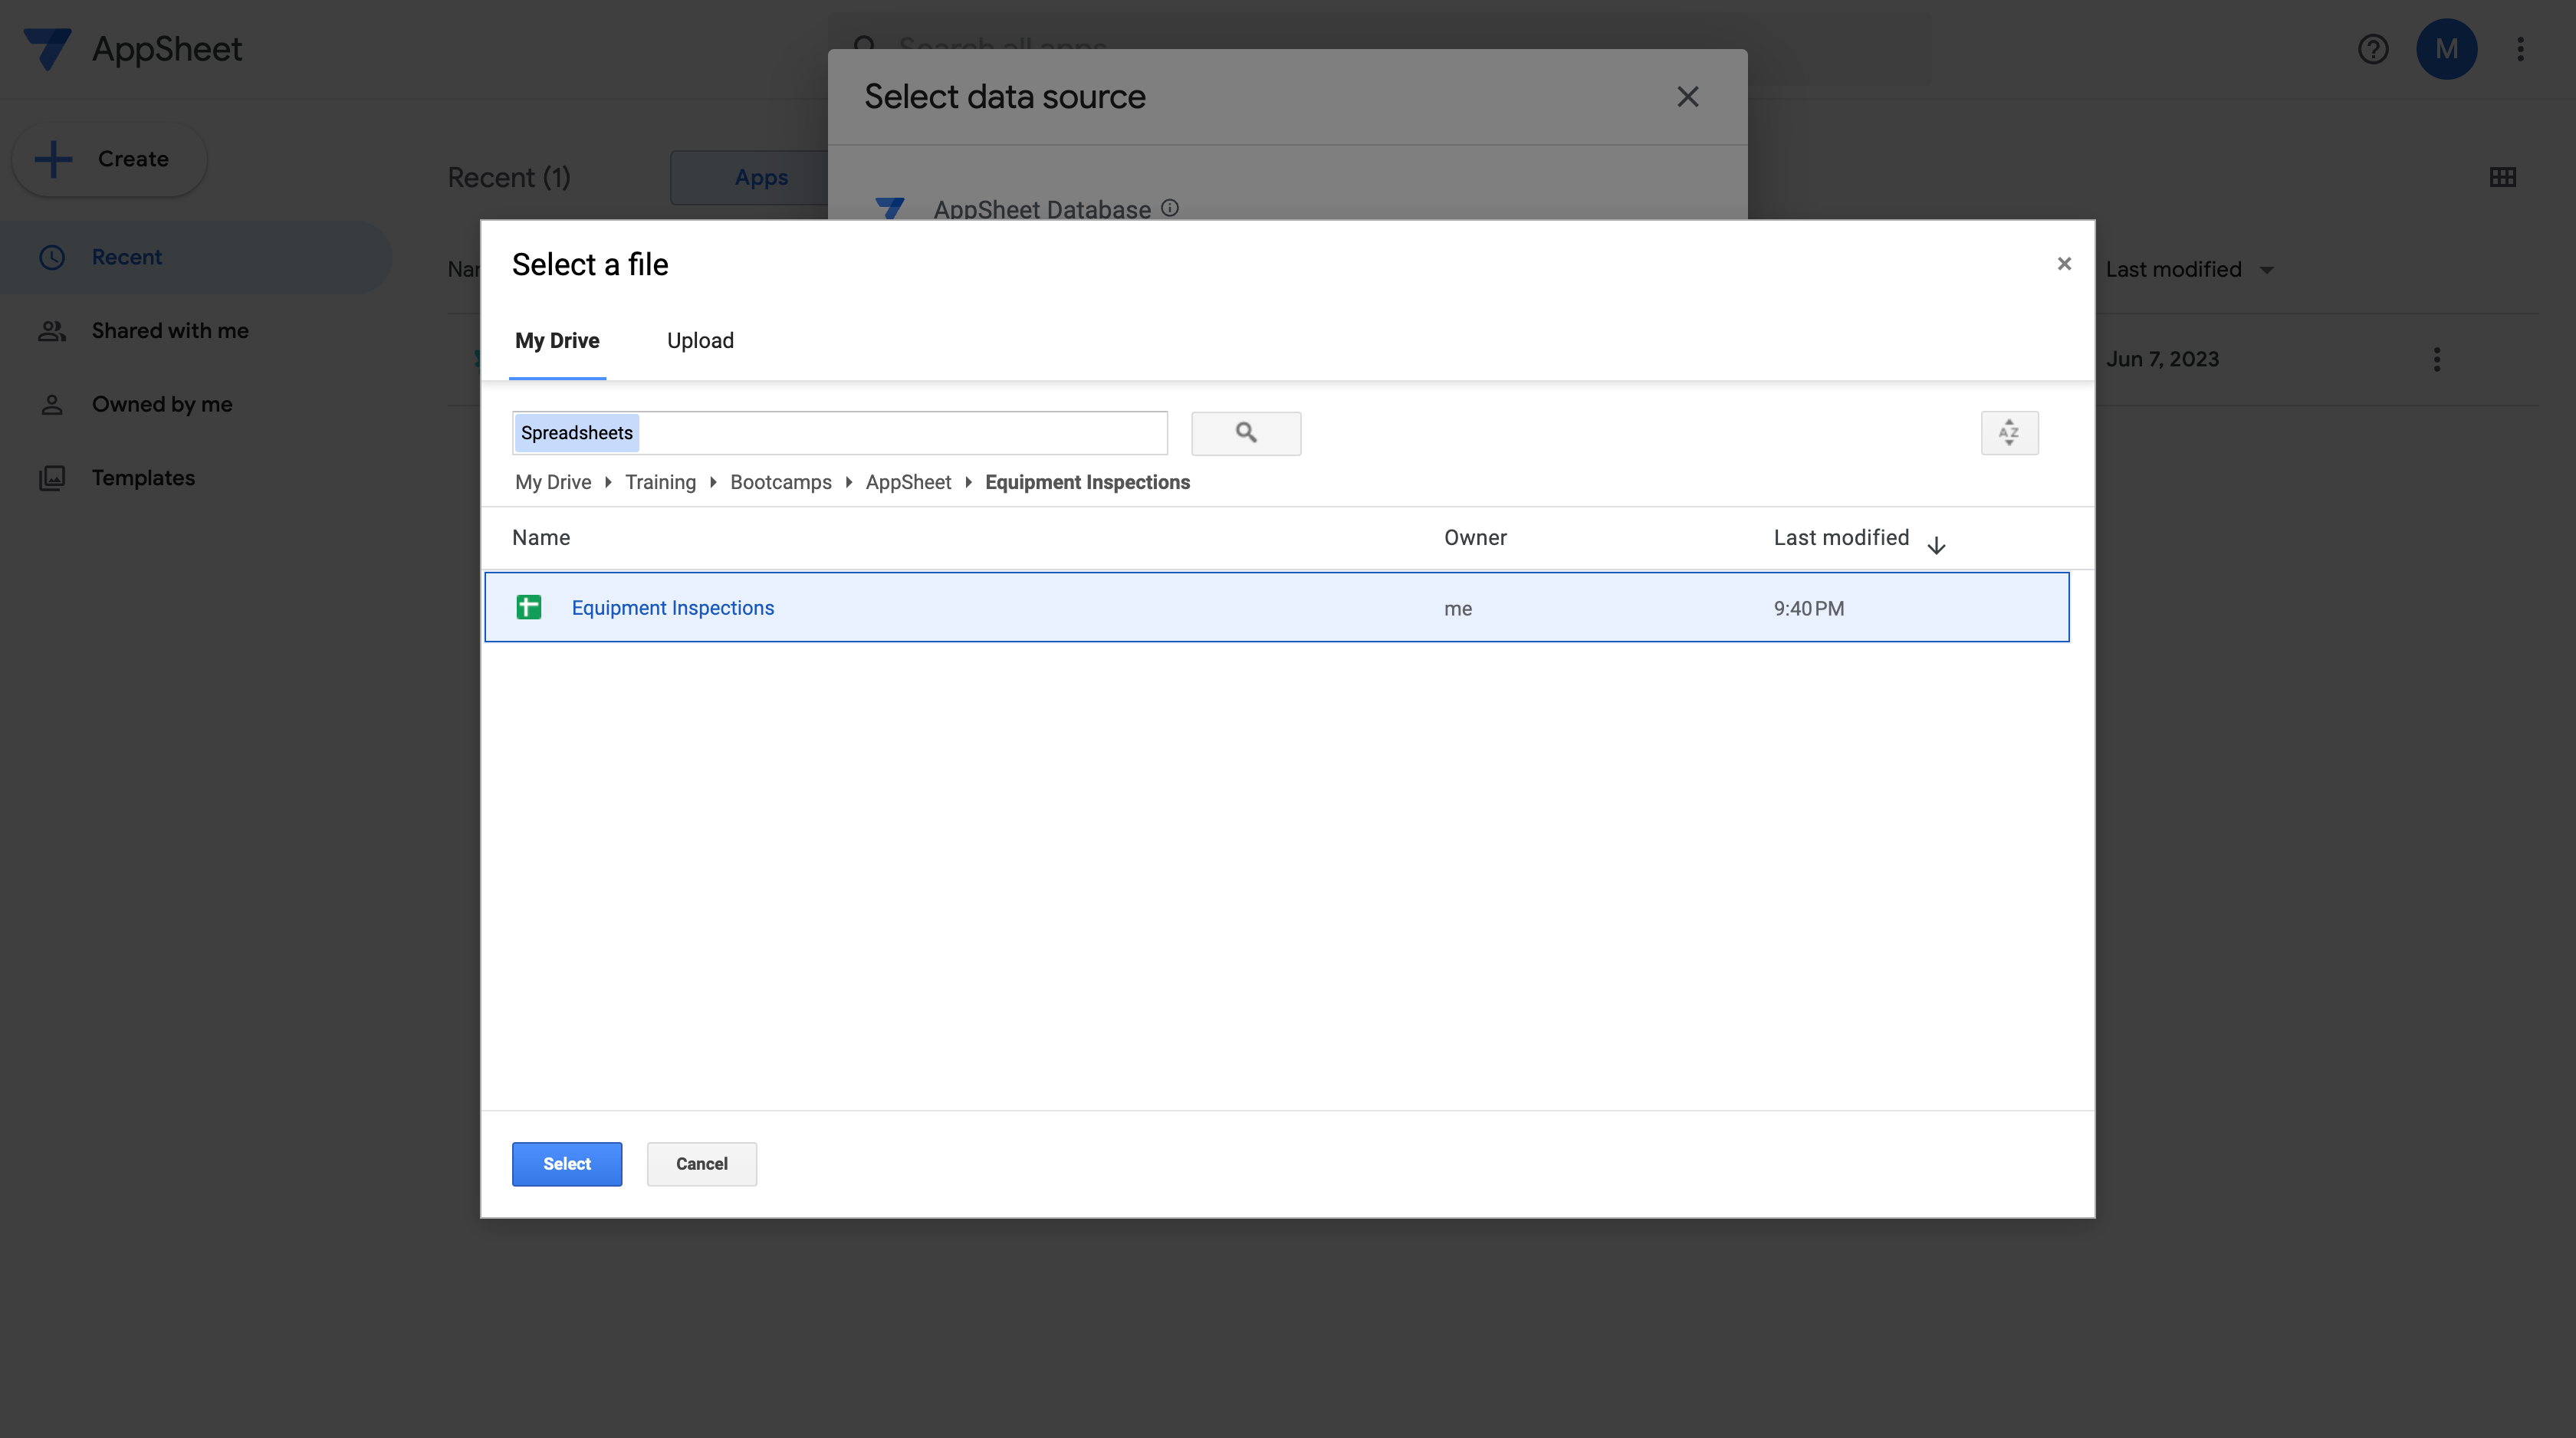 AppSheet
Search all apps
M
Select data source
Create
Recent (1)
Apps
AppSheet Database
Recent
Shared with me
Owned by me
Templates
Last modified
Jun 7, 2023
Select a file
My Drive
Upload
Spreadsheets
AZ
My Drive Training Bootcamps AppSheet Equipment Inspections
Name Owner Last modified
Equipment Inspections me 9:40 PM
Select
Cancel